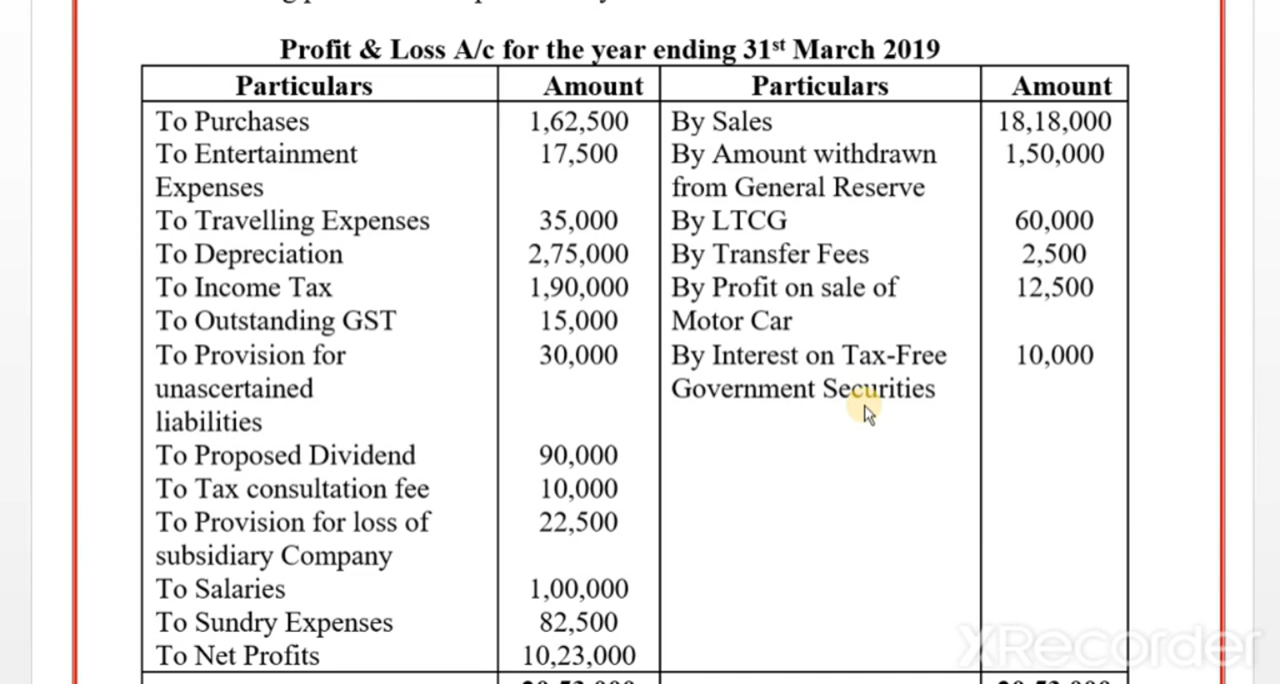 Profit & Loss A/c for the year ending 31st March 2019
Particulars Amount Particulars Amount
To Purchases 1,62,500 By Sales 18,18,000
To Entertainment 17,500 By Amount withdrawn 1,50,000
Expenses from General Reserve
To Travelling Expenses 35,000 By LTCG 60,000
To Depreciation 2,75,000 By Transfer Fees 2,500
To Income Tax 1,90,000 By Profit on sale of 12,500
To Outstanding GST 15,000 Motor Car
To Provision for 30,000 By Interest on Tax-Free 10,000
unascertained Government Securities
liabilities
To Proposed Dividend 90,000
To Tax consultation fee 10,000
To Provision for loss of 22,500
subsidiary Company
To Salaries 1,00,000
To Sundry Expenses 82,500
To Net Profits 10,23,000
XRecorder